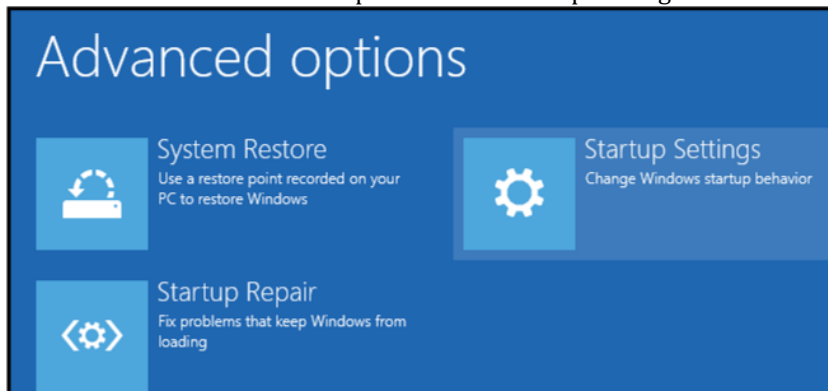 Advanced options
System Restore
Use a restore point recorded on your
PC to restore Windows
Startup Settings
Change Windows startup behavior
Startup Repair
Fix problems that keep Windows from
loading